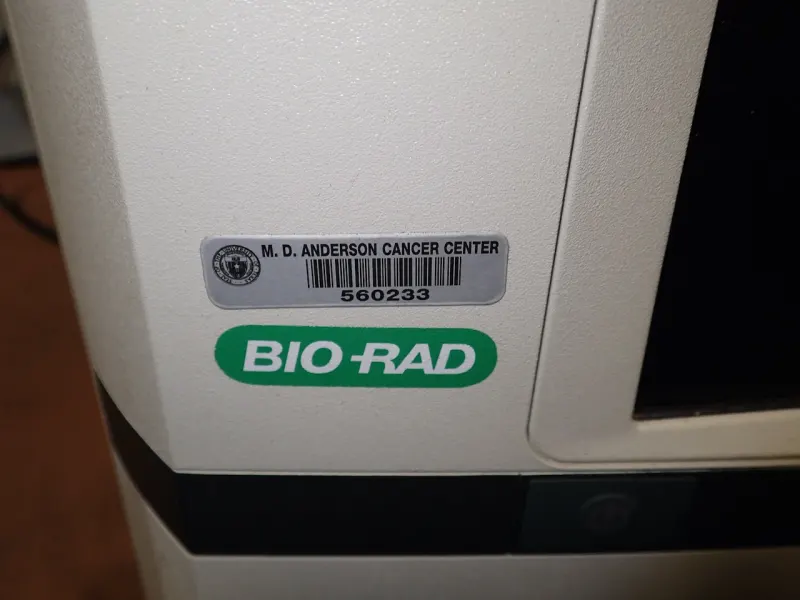 M. D. ANDERSON CANCER CENTER
560233
BIO-RAD